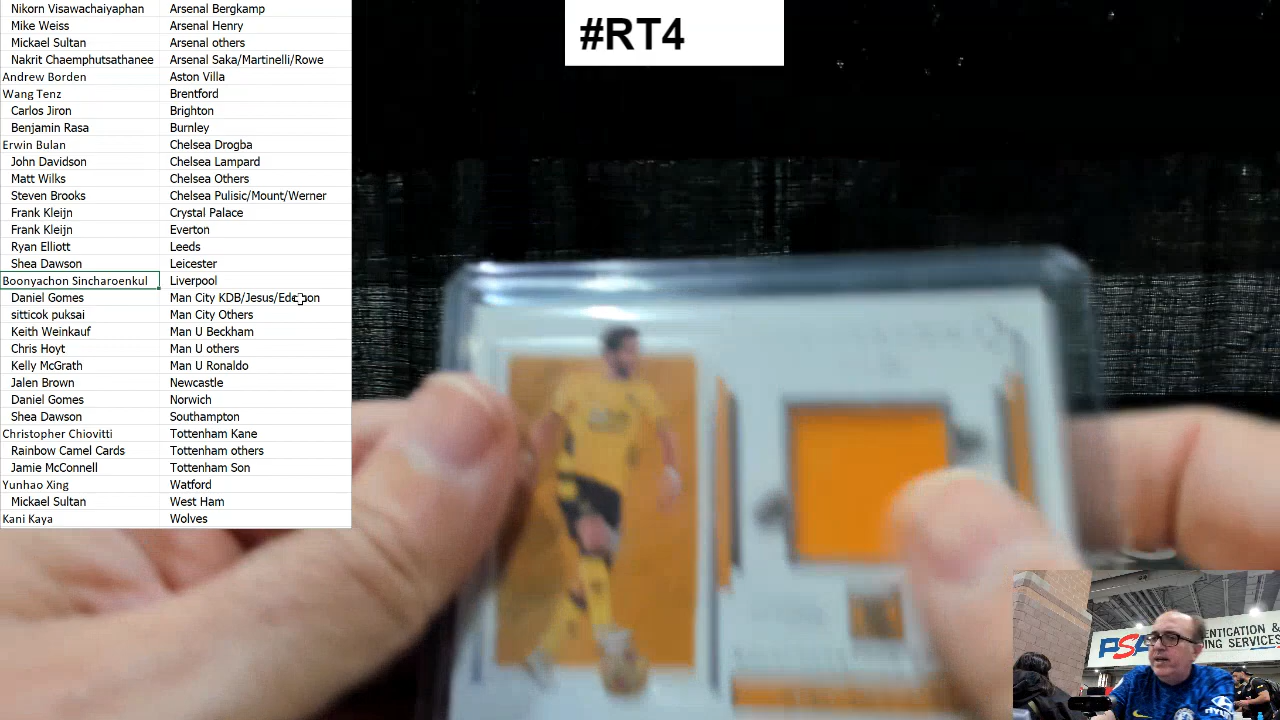 #RT4
Nikorn Visawachaiyaphan Arsenal Bergkamp
Mike Weiss Arsenal Henry
Mickael Sultan Arsenal others
Nakrit Chaemphutsathanee Arsenal Saka/Martinelli/Rowe
Andrew Borden Aston Villa
Wang Tenz Brentford
Carlos Jiron Brighton
Benjamin Rasa Burnley
Erwin Bulan Chelsea Drogba
John Davidson Chelsea Lampard
Matt Wilks Chelsea Others
Steven Brooks Chelsea Pulisic/Mount/Werner
Frank Kleijn Crystal Palace
Frank Kleijn Everton
Ryan Elliott Leeds
Shea Dawson Leicester
Boonyachon Sincharoenkul Liverpool
Daniel Gomes Man City
sitticok puksai Man City Others
Keith Weinkauf Man U Beckham
Chris Hoyt Man U others
Kelly McGrath Man U Ronaldo
Jalen Brown Newcastle
Daniel Gomes Norwich
Shea Dawson Southampton
Christopher Chiovitti Tottenham Kane
Rainbow Camel Cards Tottenham others
Jamie McConnell Tottenham Son
Yunhao Xing Watford
Mickael Sultan West Ham
Kani Kaya Wolves